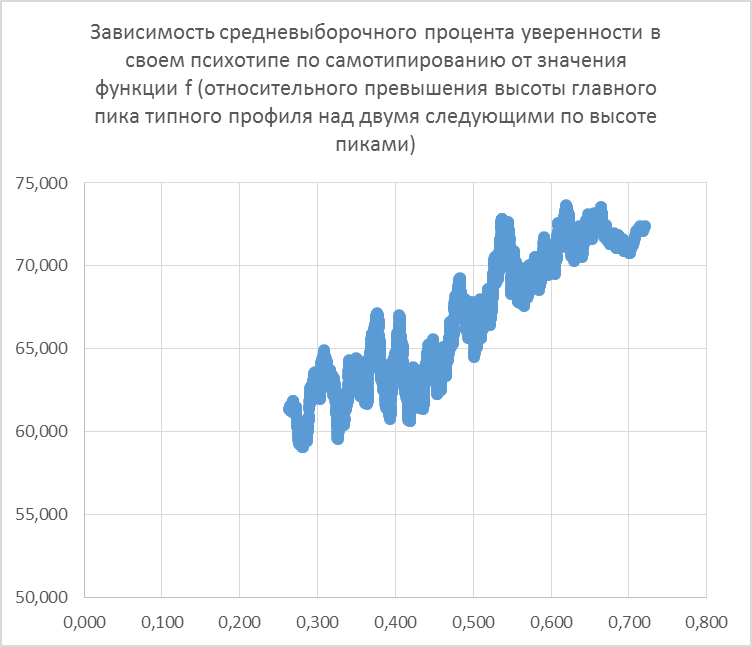 Зависимость средневыборочного процента уверенности в
своем психотипе по самотипированию от значения
функции f (относительного превышения высоты главного
пика типного профиля над двумя следующими по высоте
пиками)
75,000
70,000
65,000
60,000
55,000
50,000
0,000 0,100 0,200 0,300 0,400 0,500 0,600 0,700 0,800